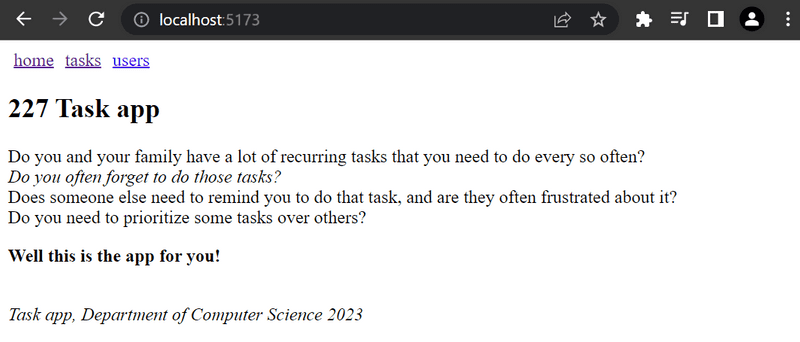 localhost:5173
home tasks users
227 Task app
Do you and your family have a lot of recurring tasks that you need to do every so often?
Do you often forget to do those tasks?
Does someone else need to remind you to do that task, and are they often frustrated about it?
Do you need to prioritize some tasks over others?
Well this is the app for you!
Task app, Department of Computer Science 2023